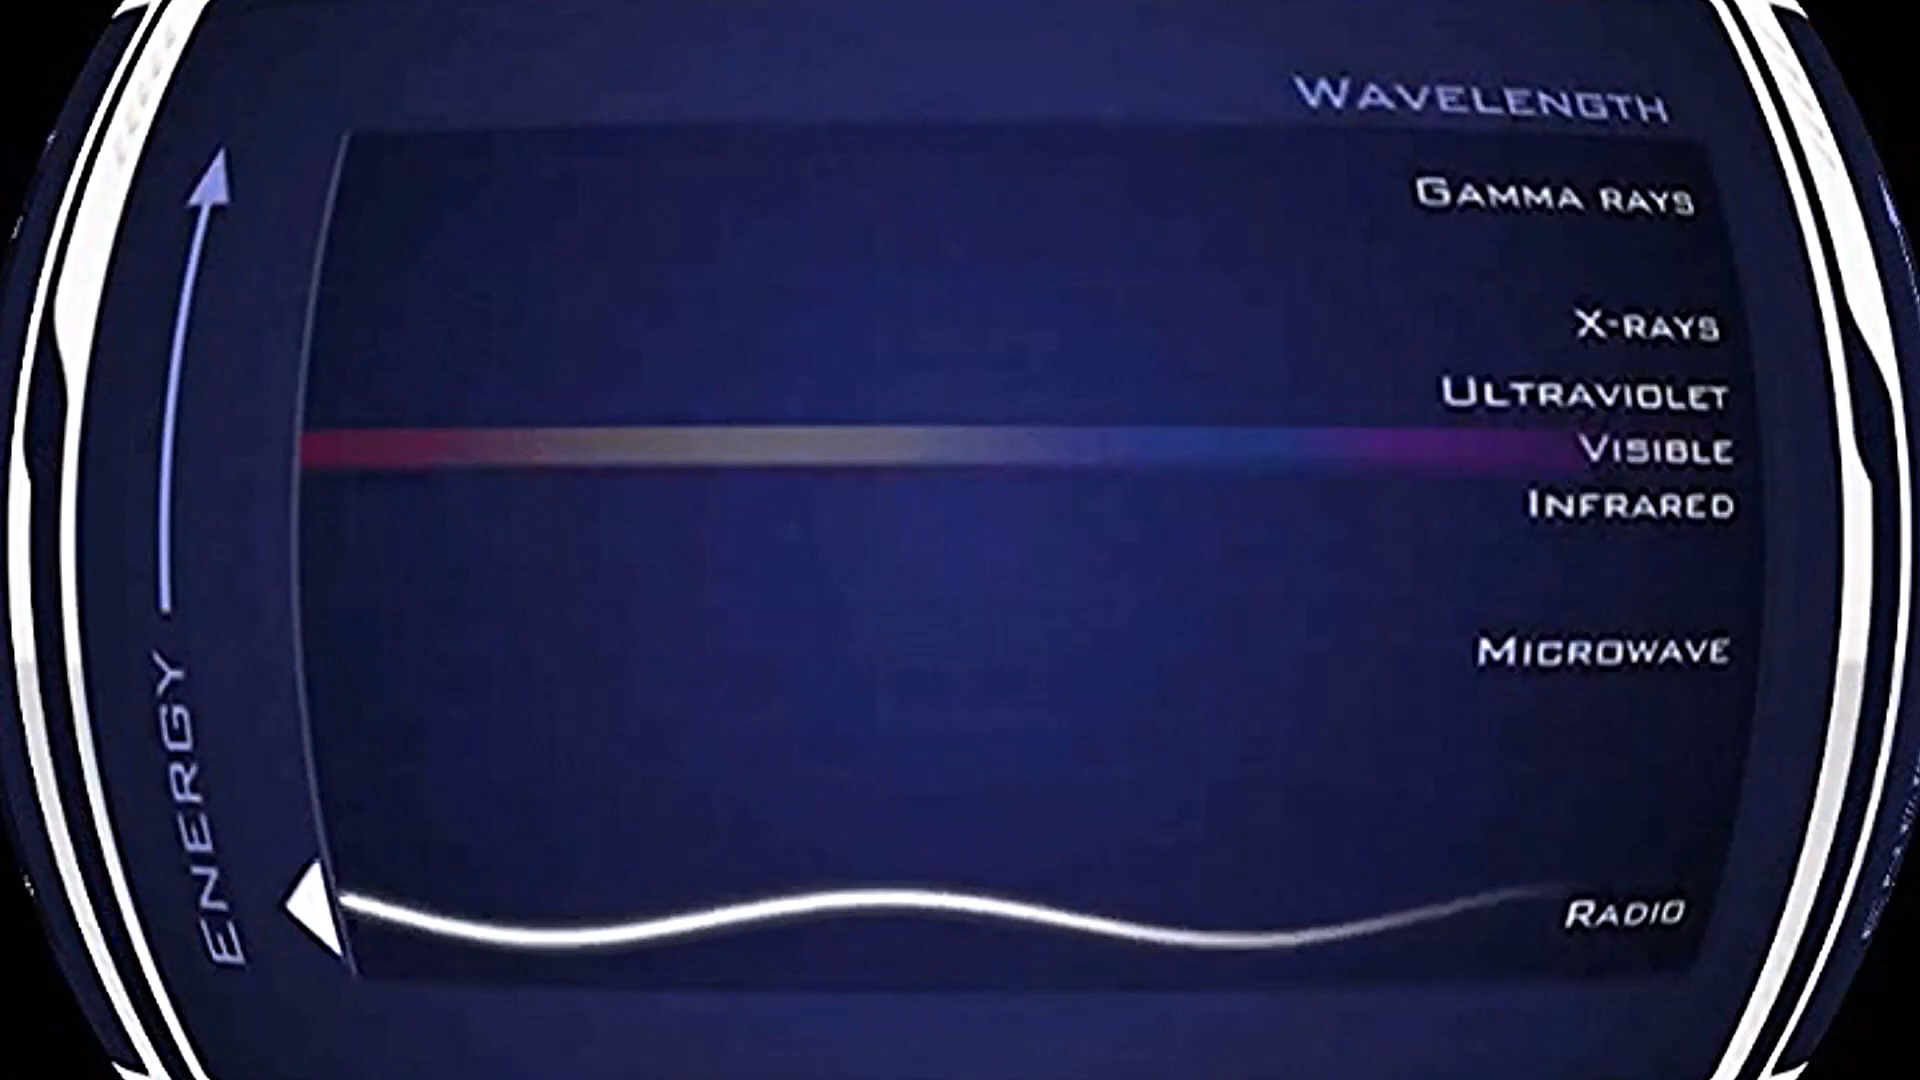 WAVELENGTH
GAMMA RAYS
X-RAYS
ULTRAVIOLET
VISIBLE
INFRARED
MICROWAVE
RADIO
ENERGY